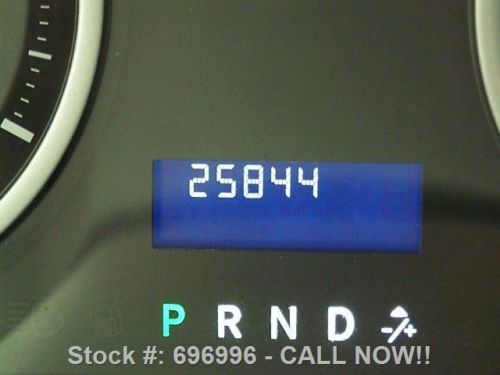 25844
P R N D -/+
Stock #: 696996 - CALL NOW!!